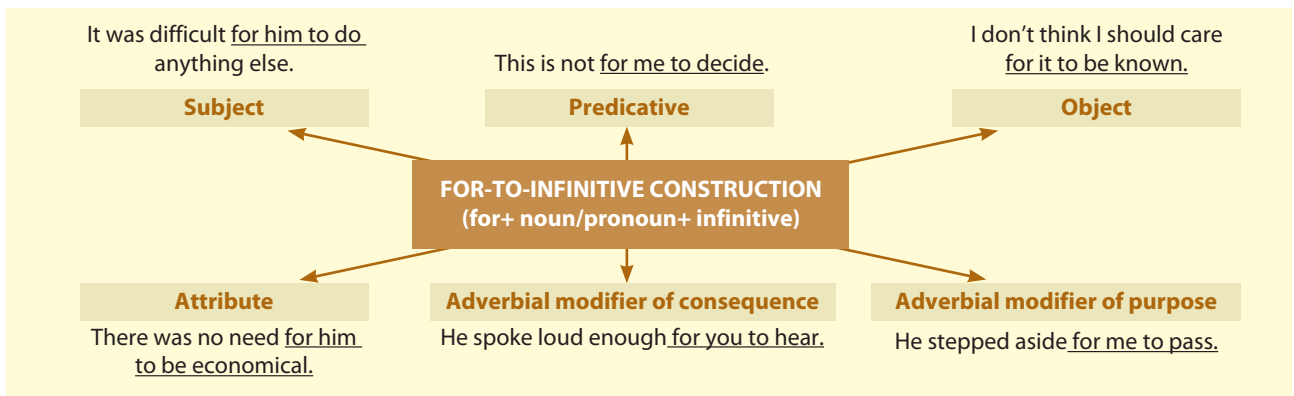 It was difficult for him to do
anything else.
Subject
This is not for me to decide.
Predicative
I don't think I should care
for it to be known.
Object
FOR-TO-INFINITIVE CONSTRUCTION
(for+ noun/pronoun+ infinitive)
Attribute
There was no need for him
to be economical.
Adverbial modifier of consequence
He spoke loud enough for you to hear.
Adverbial modifier of purpose
He stepped aside for me to pass.